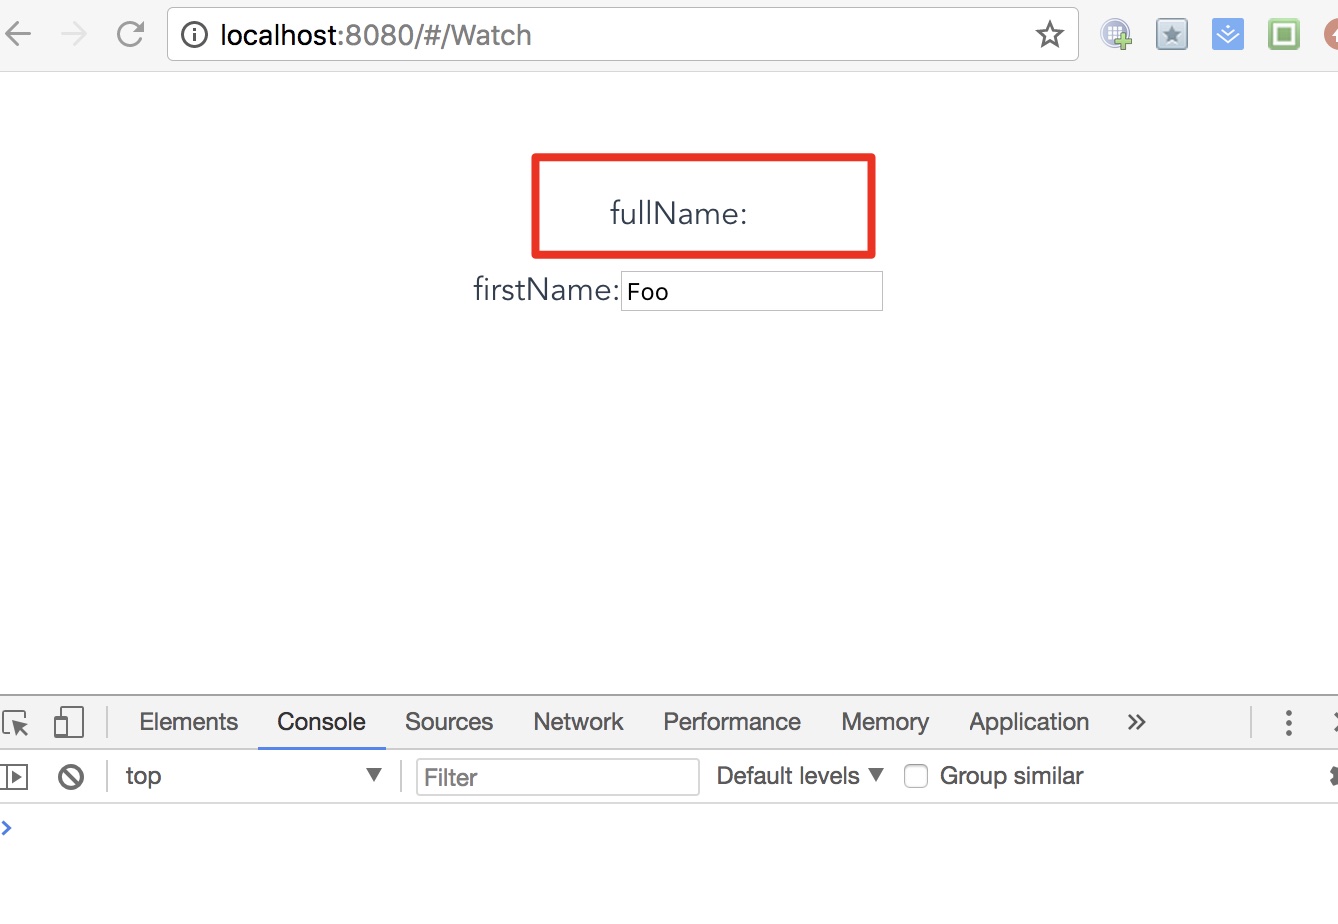 localhost:8080/#/Watch
fullName:
firstName: Foo
Elements Console Sources Network Performance Memory Application »
top Filter Default levels Group similar